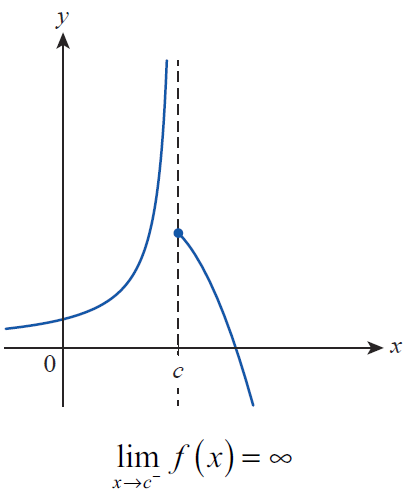 y
x
0
c
lim f(x) = ∞
x→c⁻